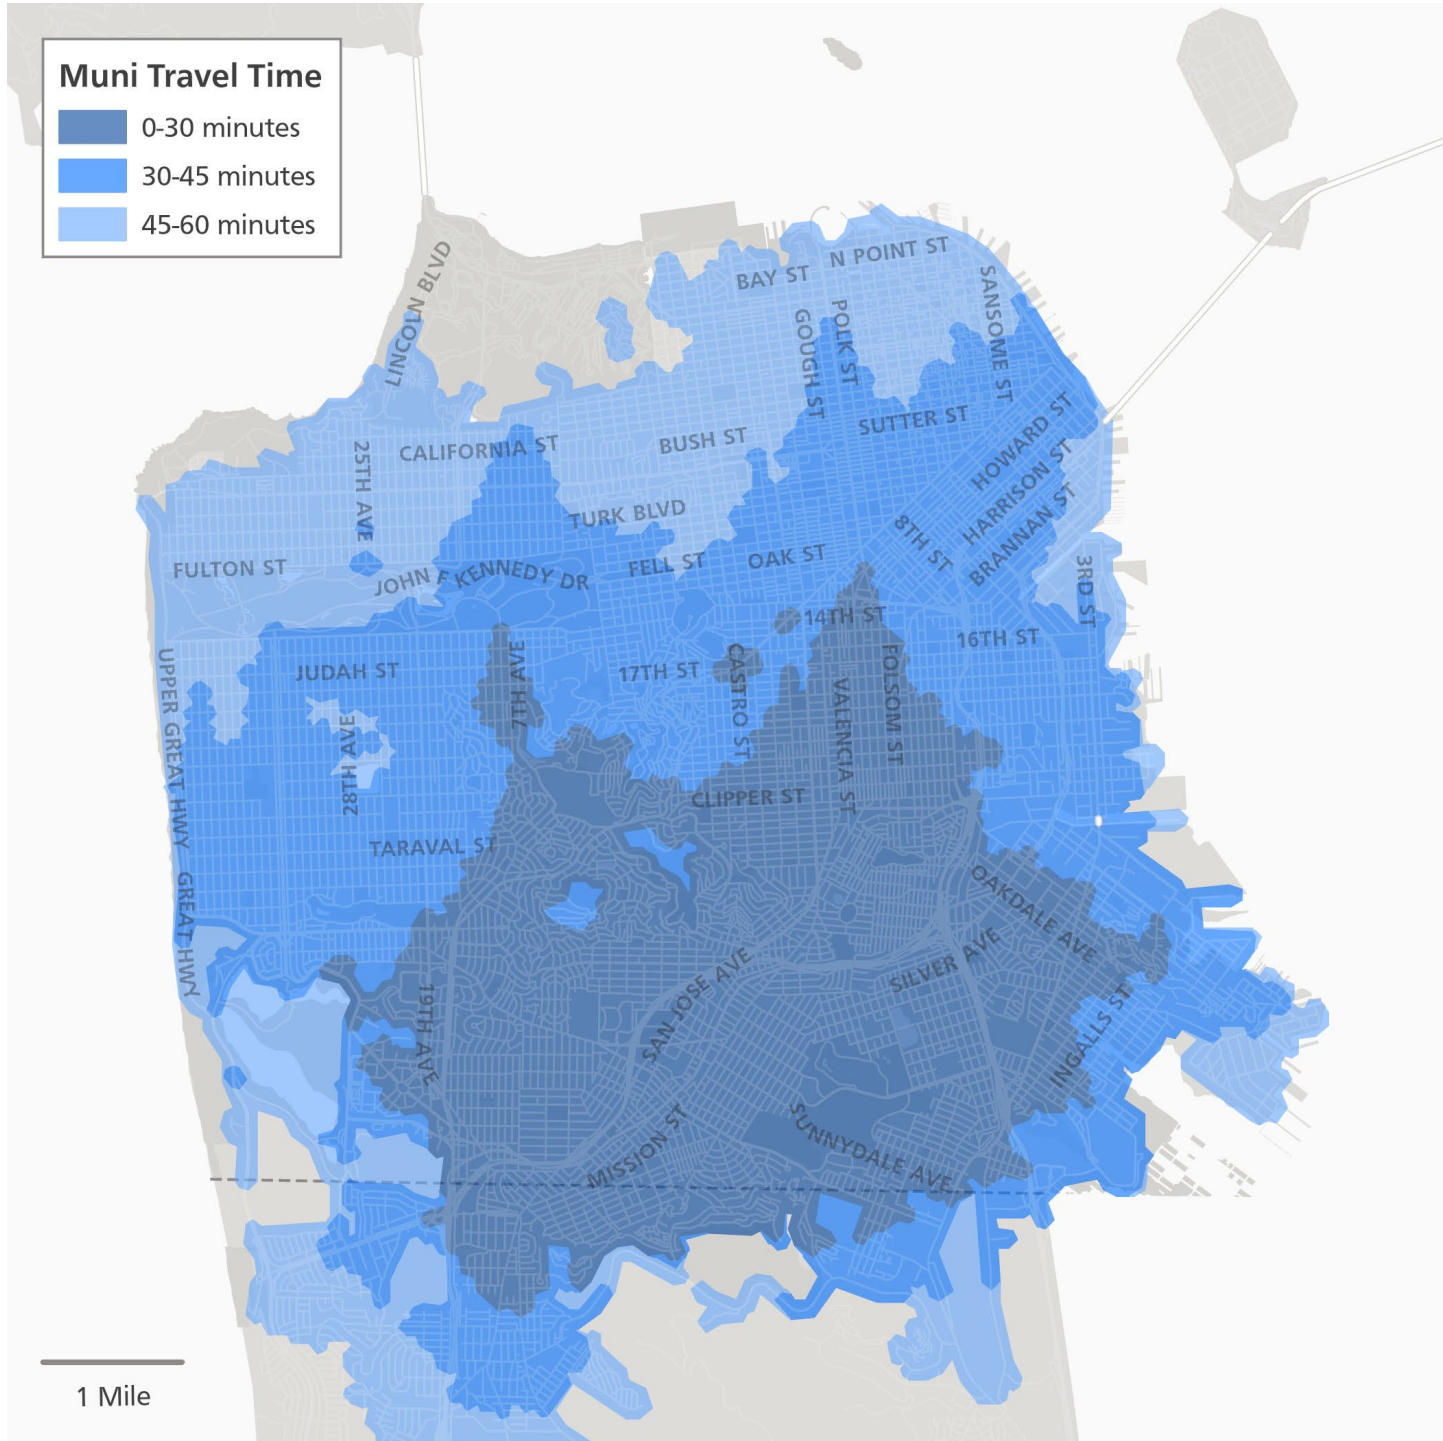 Muni Travel Time
0-30 minutes
30-45 minutes
45-60 minutes
LINCOLN BLVD
BAY ST
N POINT ST
SANSOME ST
GOUGH ST
POLK ST
CALIFORNIA ST
25TH AVE
BUSH ST
SUTTER ST
HOWARD ST
HARRISON ST
BRANNAN ST
8TH ST
TURK BLVD
FULTON ST
JOHN F KENNEDY DR
FELL ST
OAK ST
3RD ST
14TH ST
16TH ST
UPPER GREAT HWY
JUDAH ST
7TH AVE
17TH ST
CASTRO ST
VALENCIA ST
FOLSOM ST
28TH AVE
CLIPPER ST
TARAVAL ST
GREAT HWY
OAKDALE AVE
SILVER AVE
SAN JOSE AVE
19TH AVE
INGALLS ST
MISSION ST
SUNNYDALE AVE
1 Mile